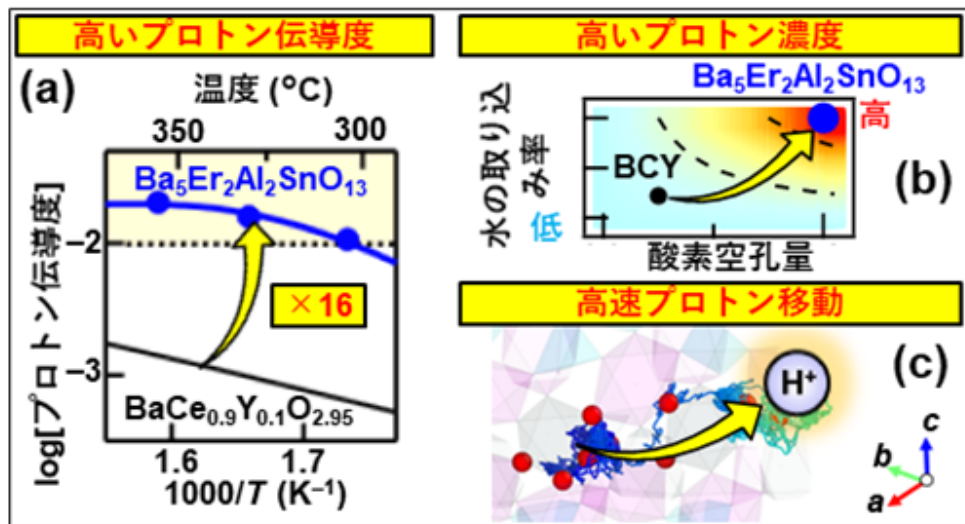 高いプロトン伝導度
(a)
温度 (°C)
350 300
Ba₅Er₂Al₂SnO₁₃
log[プロトン伝導度]
−2
× 16
−3
BaCe₀.₉Y₀.₁O₂.₉₅
1.6 1.7
1000/T (K⁻¹)
高いプロトン濃度
Ba₅Er₂Al₂SnO₁₃
高
水の取り込
み率
BCY
(b)
低
酸素空孔量
高速プロトン移動
(c)
H⁺
c
b
a